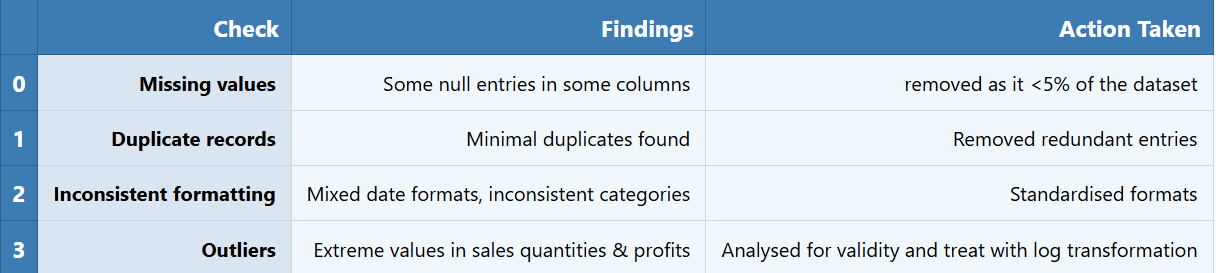 Check Findings Action Taken
0 Missing values Some null entries in some columns removed as it <5% of the dataset
1 Duplicate records Minimal duplicates found Removed redundant entries
2 Inconsistent formatting Mixed date formats, inconsistent categories Standardised formats
3 Outliers Extreme values in sales quantities & profits Analysed for validity and treat with log transformation